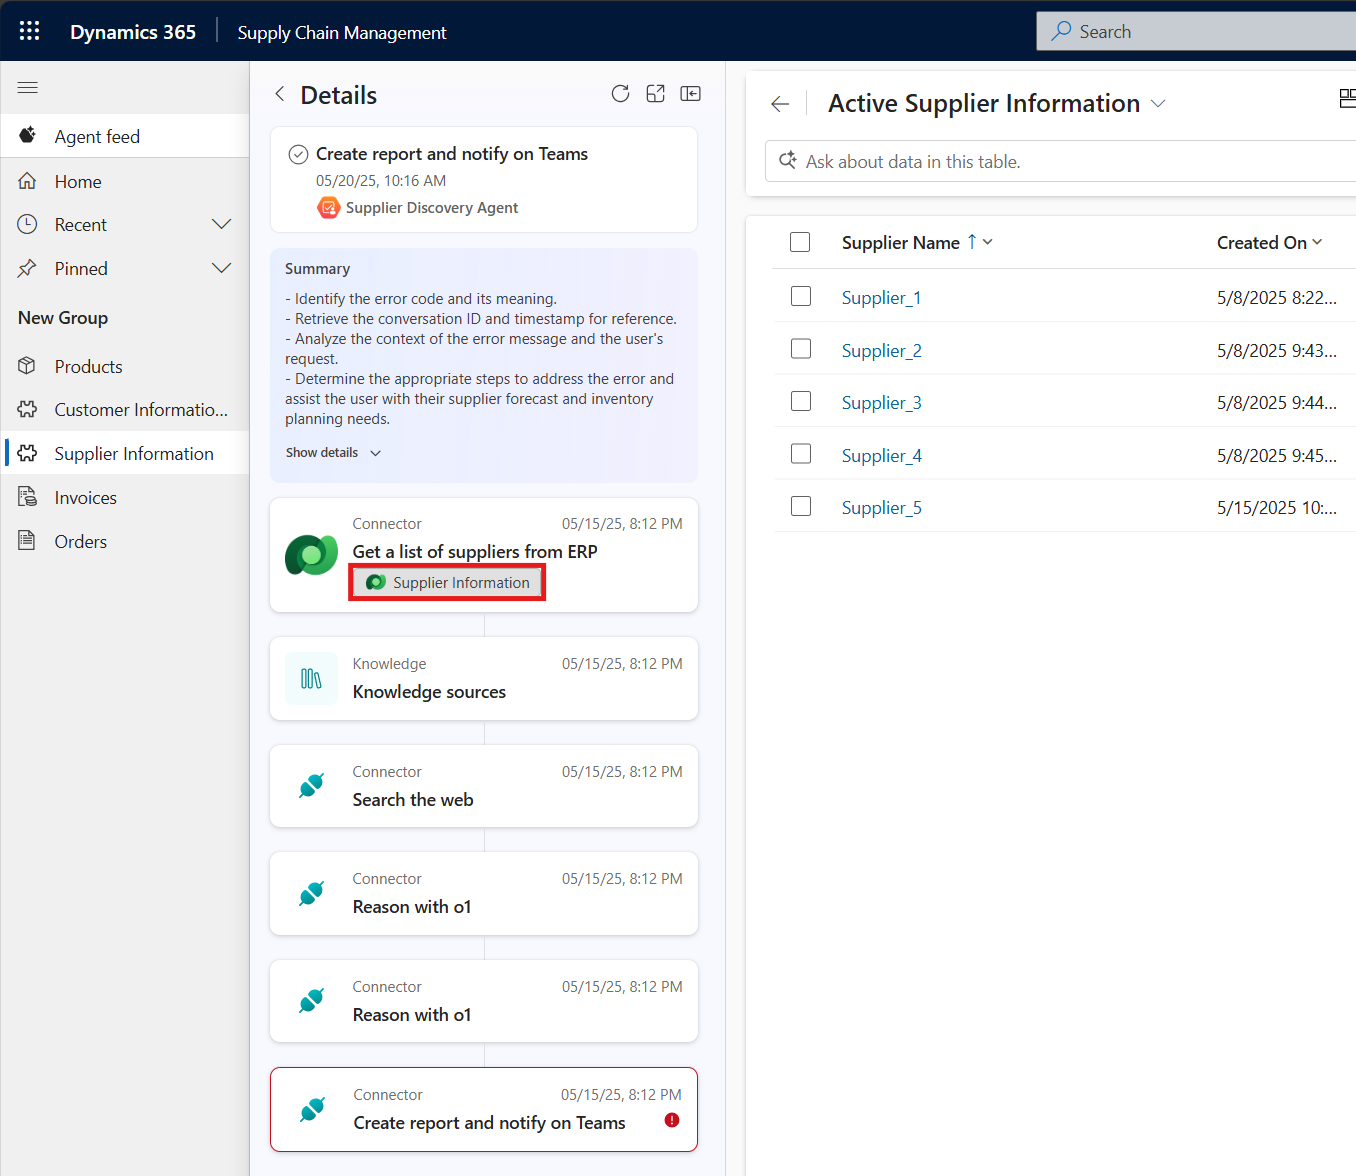 Dynamics 365
Supply Chain Management
Search
Agent feed
Home
Recent
Pinned
New Group
Products
Customer Informatio...
Supplier Information
Invoices
Orders
Details
Create report and notify on Teams
05/20/25, 10:16 AM
Supplier Discovery Agent
Summary
- Identify the error code and its meaning.
- Retrieve the conversation ID and timestamp for reference.
- Analyze the context of the error message and the user's
request.
- Determine the appropriate steps to address the error and
assist the user with their supplier forecast and inventory
planning needs.
Show details
Connector 05/15/25, 8:12 PM
Get a list of suppliers from ERP
Supplier Information
Knowledge 05/15/25, 8:12 PM
Knowledge sources
Connector 05/15/25, 8:12 PM
Search the web
Connector 05/15/25, 8:12 PM
Reason with o1
Connector 05/15/25, 8:12 PM
Reason with o1
Connector 05/15/25, 8:12 PM
Create report and notify on Teams
Active Supplier Information
Ask about data in this table.
Supplier Name Created On
Supplier_1 5/8/2025 8:22...
Supplier_2 5/8/2025 9:43...
Supplier_3 5/8/2025 9:44...
Supplier_4 5/8/2025 9:45...
Supplier_5 5/15/2025 10:...